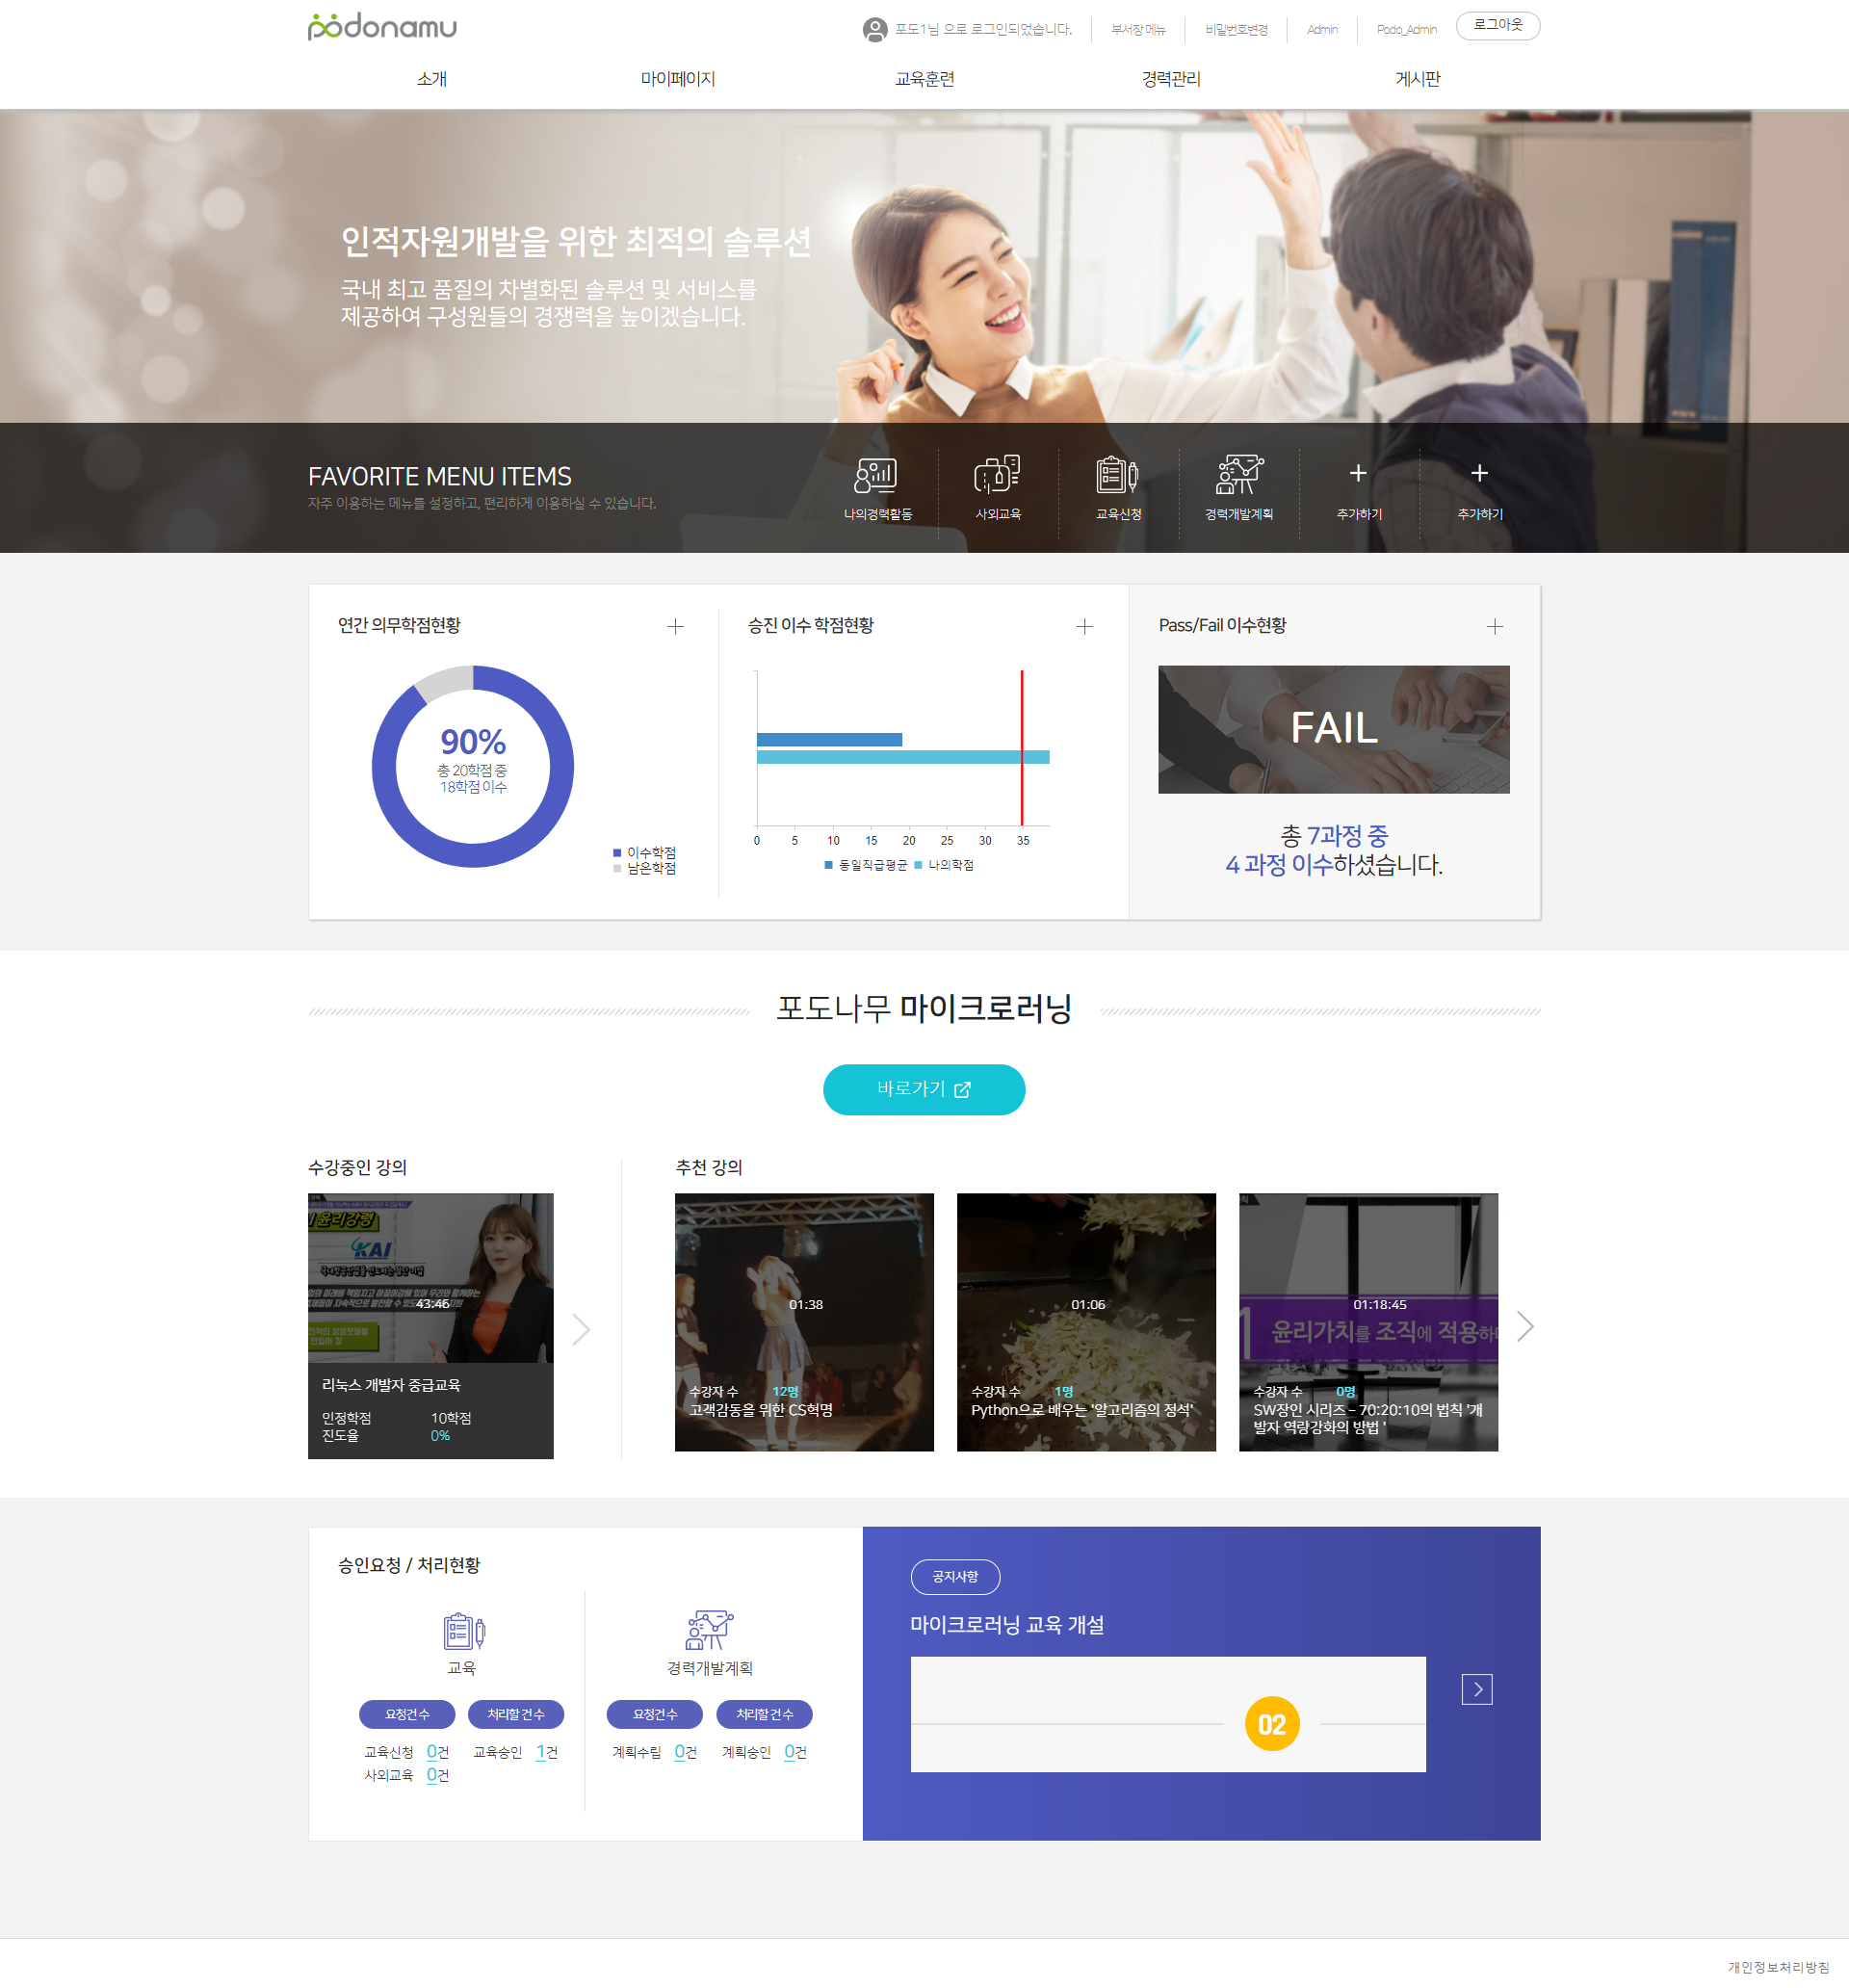 podonamu
포도1님 으로 로그인되었습니다.
부서장 메뉴
비밀번호변경
Admin
Podo_Admin
로그아웃
소개
마이페이지
교육훈련
경력관리
게시판
인적자원개발을 위한 최적의 솔루션
국내 최고 품질의 차별화된 솔루션 및 서비스를
제공하여 구성원들의 경쟁력을 높이겠습니다.
FAVORITE MENU ITEMS
자주 이용하는 메뉴를 설정하고, 편리하게 이용하실 수 있습니다.
나의경력활동
사외교육
교육신청
경력개발계획
추가하기
추가하기
연간 의무학점현황
90%
총 20학점 중
18학점 이수
이수학점
남은학점
승진 이수 학점현황
0 5 10 15 20 25 30 35
동일직급평균 나의학점
Pass/Fail 이수현황
FAIL
총 7과정 중
4 과정 이수하셨습니다.
포도나무 마이크로러닝
바로가기
수강중인 강의
윤리강령
KAI
43:46
리눅스 개발자 중급교육
인정학점 10학점
진도율 0%
추천 강의
01:38
수강자 수 12명
고객감동을 위한 CS혁명
01:06
수강자 수 1명
Python으로 배우는 '알고리즘의 정석'
01:18:45
1 윤리가치를 조직에 적용하
수강자 수 0명
SW장인 시리즈 - 70:20:10의 법칙 '개
발자 역량강화의 방법 '
승인요청 / 처리현황
교육
요청건수 처리할 건 수
교육신청 0건 교육승인 1건
사외교육 0건
경력개발계획
요청건 수 처리할 건 수
계획수립 0건 계획승인 0건
공지사항
마이크로러닝 교육 개설
02
개인정보처리방침